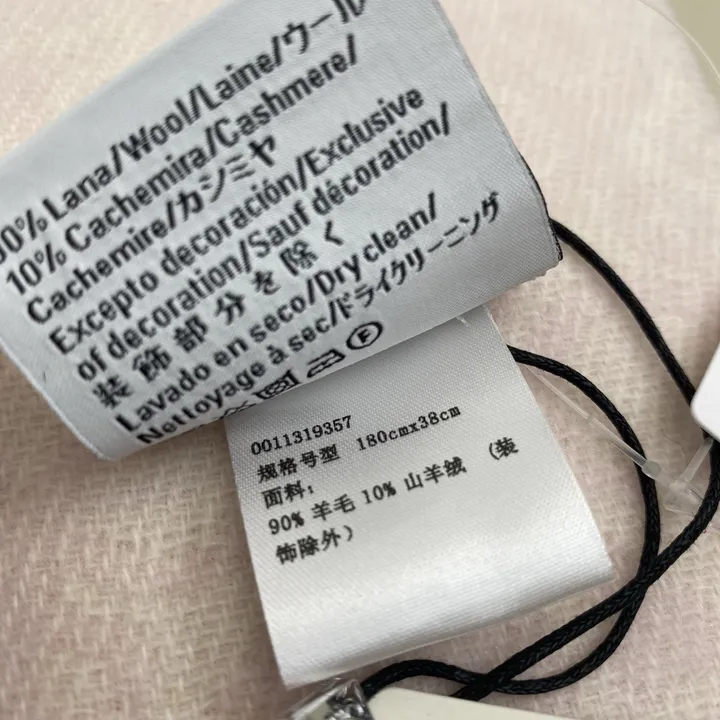 0% Lana/Wool/Laine/ウール
10% Cachemira/Cashmere/
Cachemire/カシミヤ
Excepto decoración/Exclusive
of decoration/Sauf décoration/
装飾部分を除く
Lavado en seco/Dry clean/
Nettoyage à sec/ドライクリーニング
F
0011319357
规格号型 180cmx38cm
面料:
90% 羊毛 10% 山羊绒 (装
饰除外)